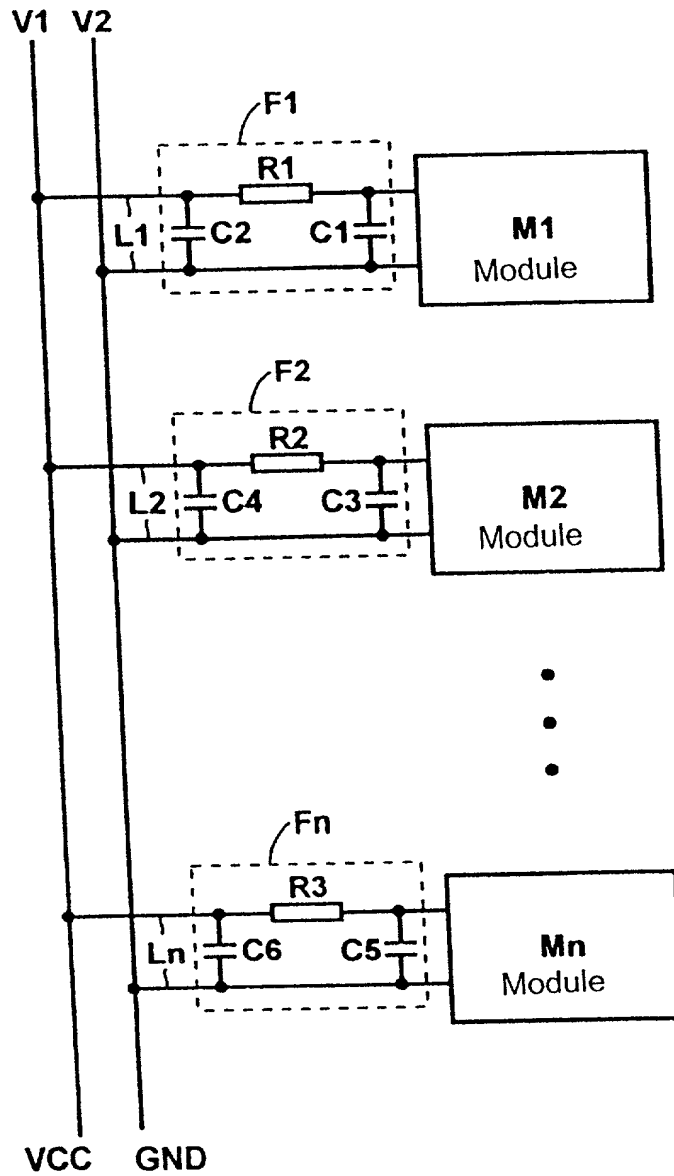 V1 V2
F1
R1
L1 C2 C1
M1
Module
F2
R2
L2 C4 C3
M2
Module
Fn
R3
Ln C6 C5
Mn
Module
VCC GND